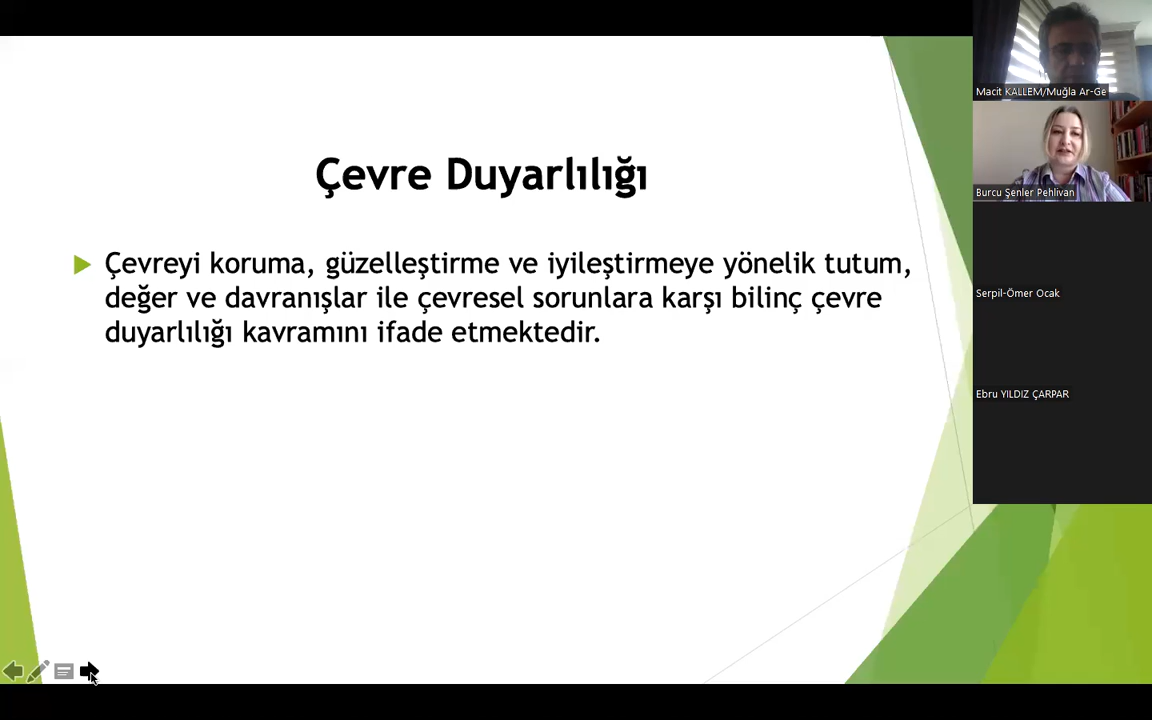 Çevre Duyarlılığı
Çevreyi koruma, güzelleştirme ve iyileştirmeye yönelik tutum,
değer ve davranışlar ile çevresel sorunlara karşı bilinç çevre
duyarlılığı kavramını ifade etmektedir.
Macit KALLEM/Muğla Ar-Ge
Burcu Şenler Pehlivan
Serpil-Ömer Ocak
Ebru YILDIZ ÇARPAR